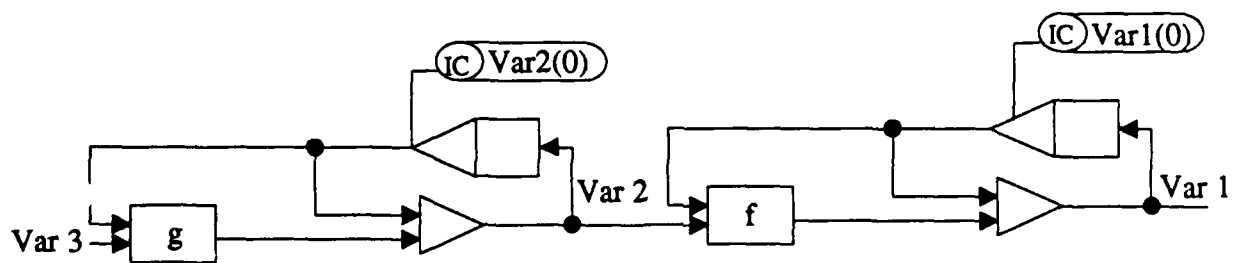 IC Var1(0)
IC Var2(0)
Var 2
Var 1
f
Var 3
g